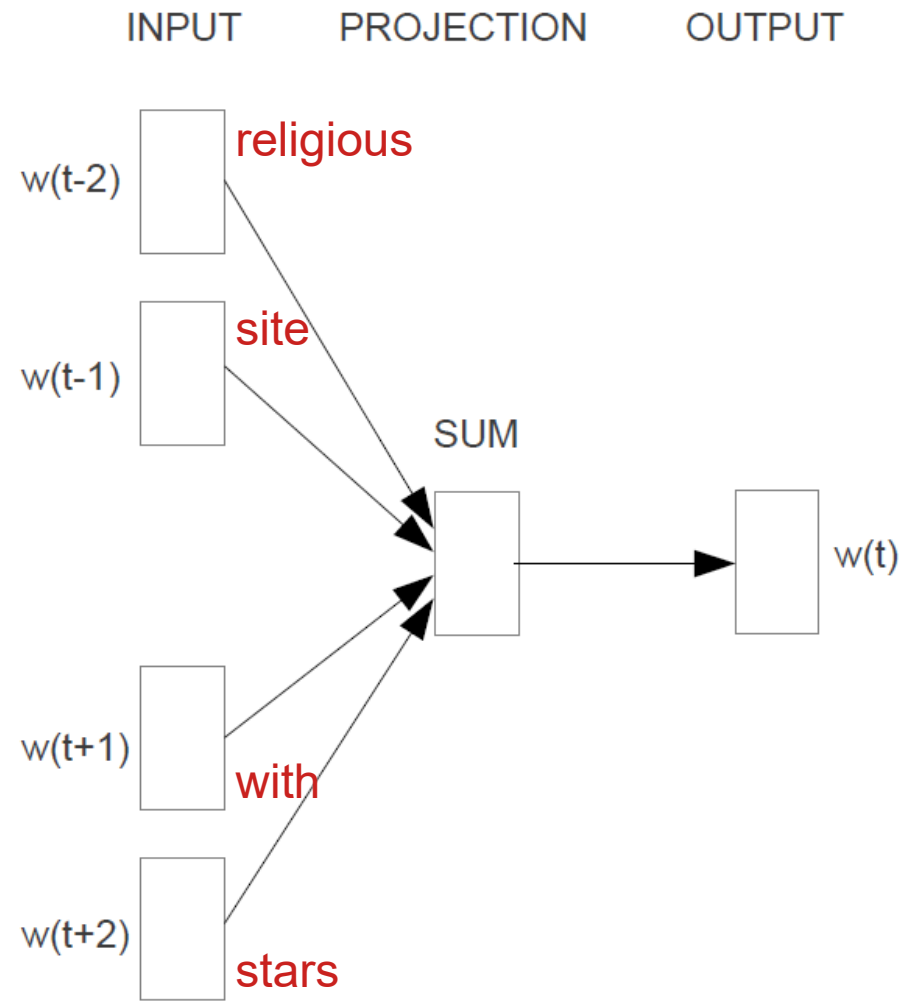 INPUT PROJECTION OUTPUT
religious
w(t-2)
site
w(t-1)
SUM
w(t)
w(t+1)
with
w(t+2)
stars